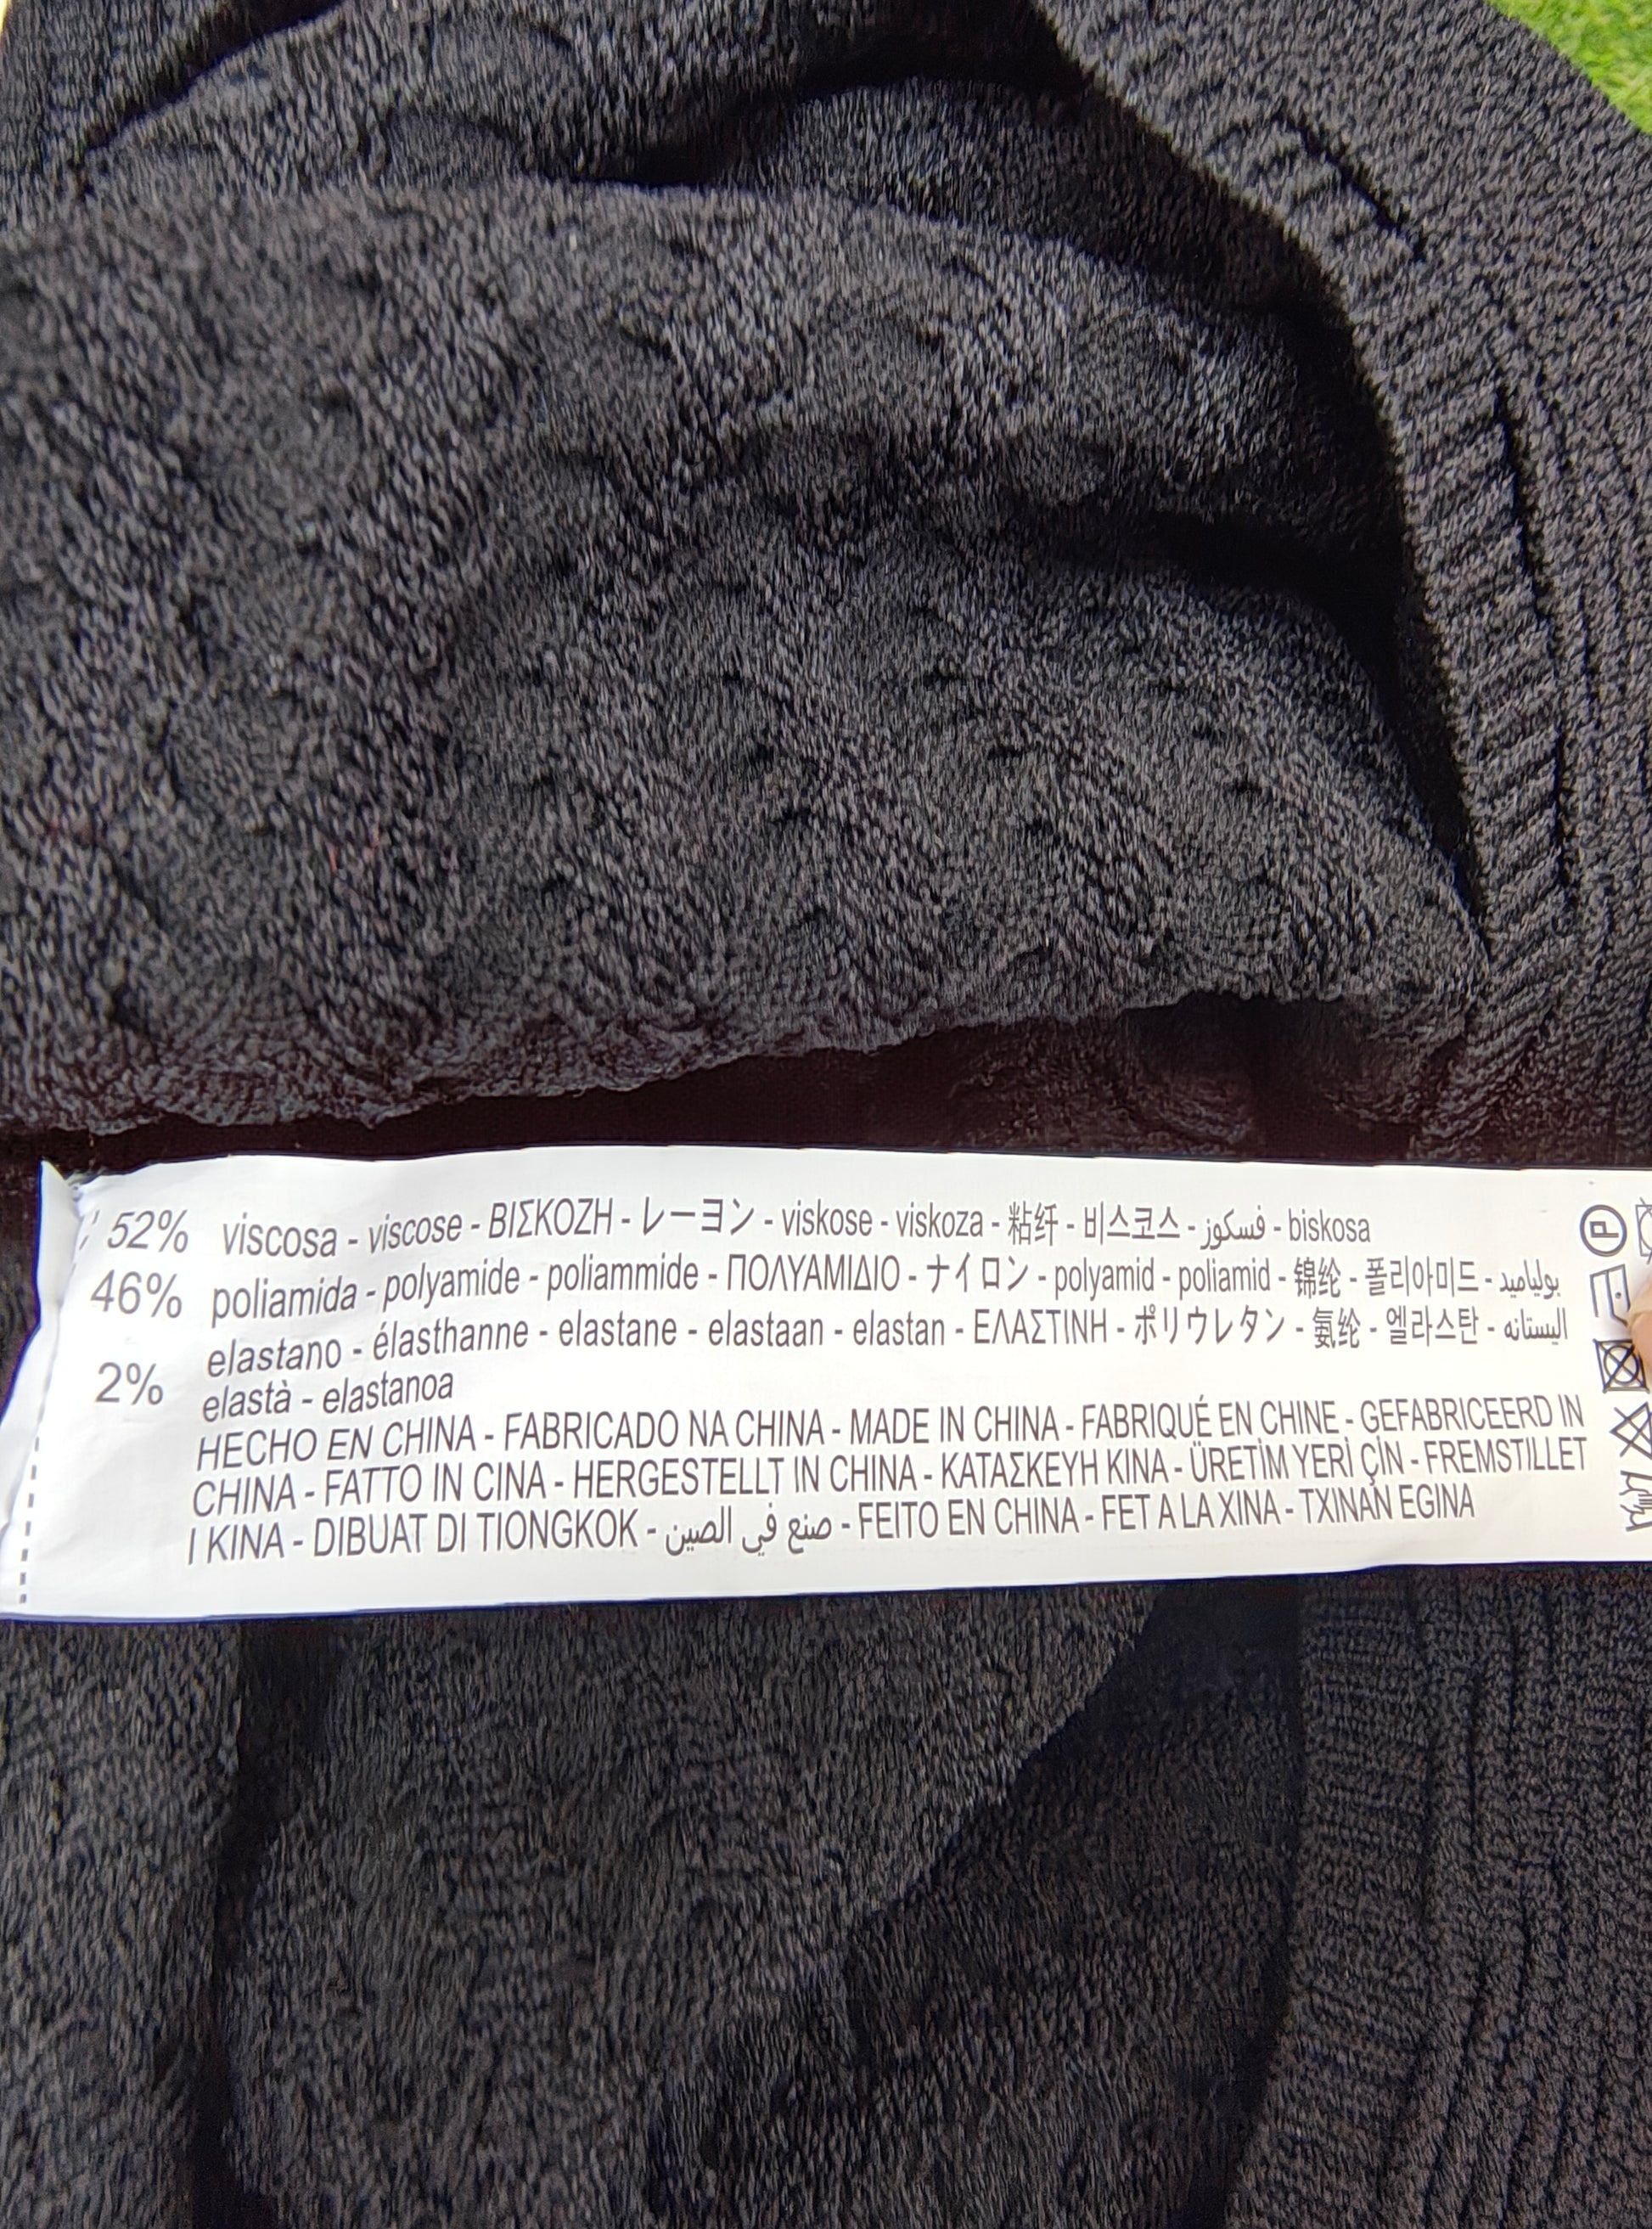 52% viscosa - viscose - ΒΙΣΚΟΖΗ - レーヨン - viskose - viskoza - 粘纤 - 비스코스 - فسكوز - biskosa
46% poliamida - polyamide - poliammide - ΠΟΛΥΑΜΙΔΙΟ - ナイロン - polyamid - poliamid - 锦纶 - 폴리아미드 - بولياميد
2% elastano - élasthanne - elastane - elastaan - elastan - ΕΛΑΣΤΙΝΗ - ポリウレタン - 氨纶 - 엘라스탄 - اليستانه
elastà - elastanoa
HECHO EN CHINA - FABRICADO NA CHINA - MADE IN CHINA - FABRIQUÉ EN CHINE - GEFABRICEERD IN
CHINA - FATTO IN CINA - HERGESTELLT IN CHINA - ΚΑΤΑΣΚΕΥΗ ΚΙΝΑ - ÜRETİM YERİ ÇİN - FREMSTILLET
I KINA - DIBUAT DI TIONGKOK - صنع في الصين - FEITO EN CHINA - FET A LA XINA - TXINAN EGINA
P